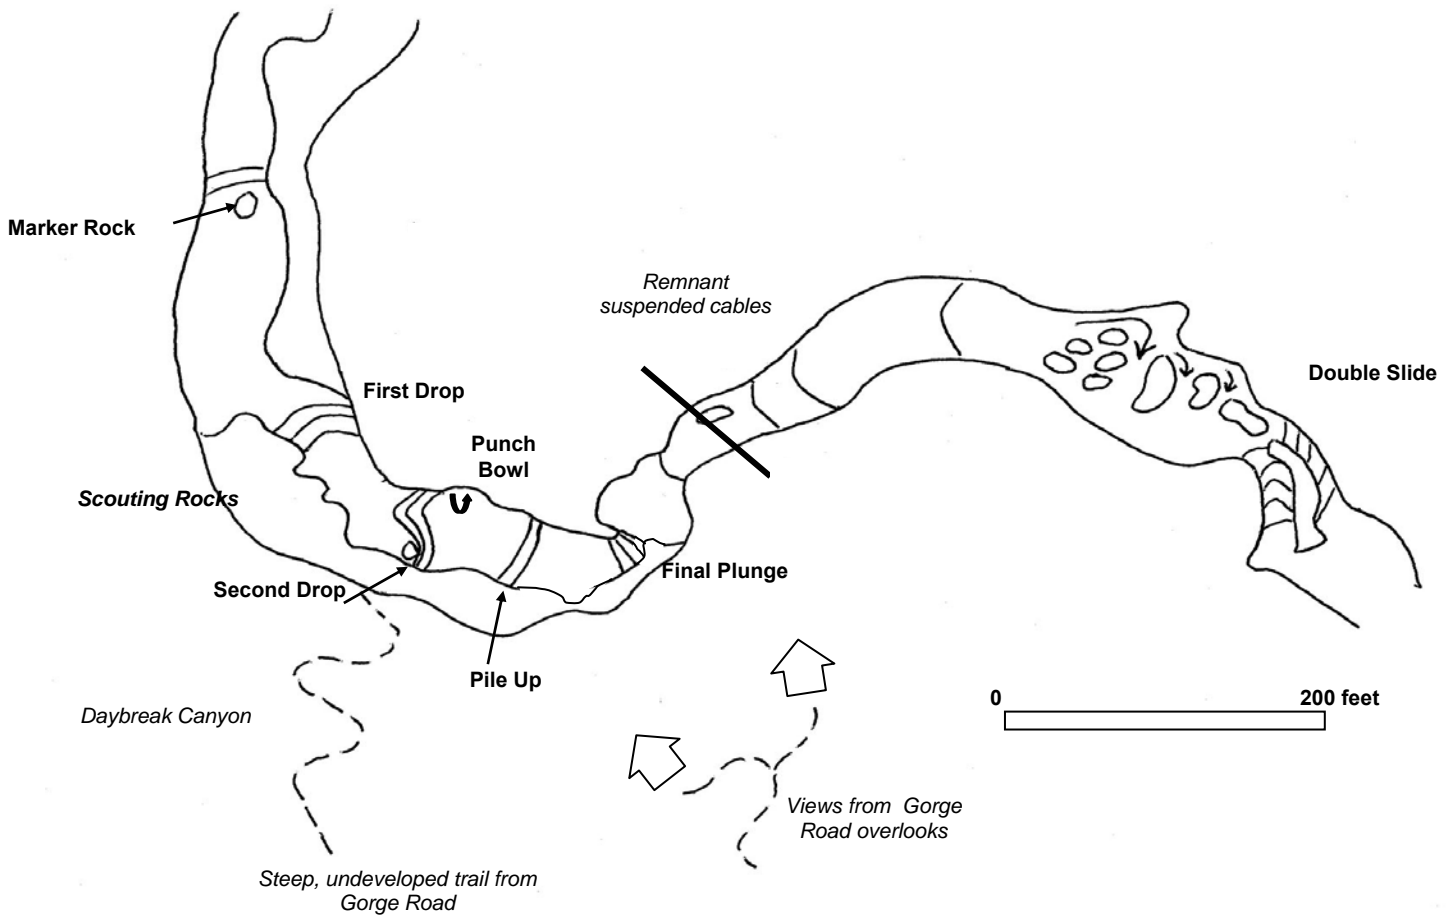 Marker Rock
Remnant
suspended cables
First Drop
Double Slide
Punch
Bowl
Scouting Rocks
Second Drop
Final Plunge
Pile Up
0 200 feet
Daybreak Canyon
Views from Gorge
Road overlooks
Steep, undeveloped trail from
Gorge Road